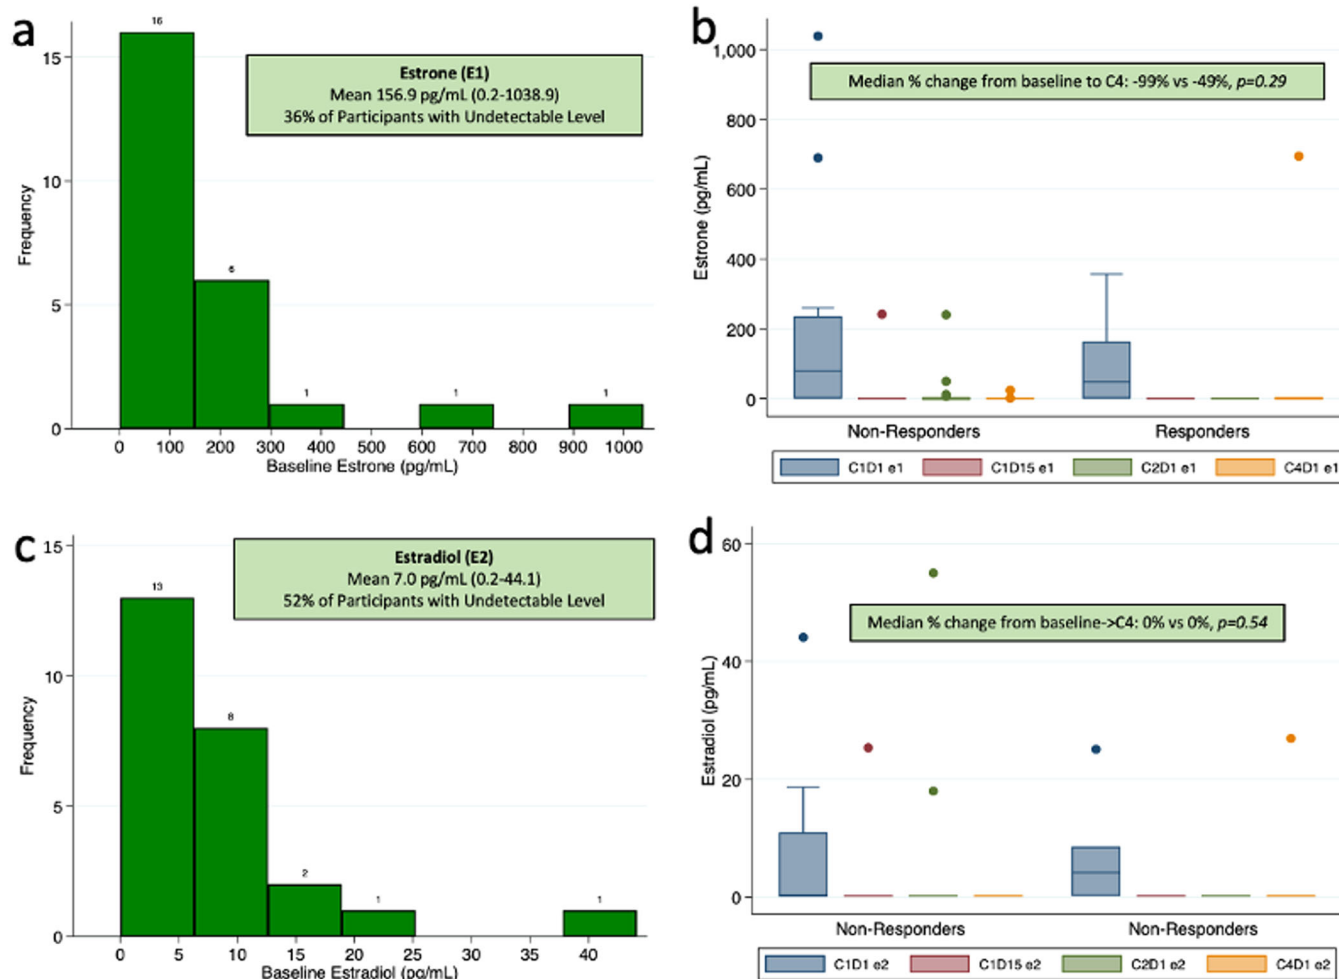 a
16
15
10
5
0
Frequency
Estrone (E1)
Mean 156.9 pg/mL (0.2-1038.9)
36% of Participants with Undetectable Level
6
1
1
1
0 100 200 300 400 500 600 700 800 900 1000
Baseline Estrone (pg/mL)
b
1,000
800
600
400
200
0
Estrone (pg/mL)
Median % change from baseline to C4: -99% vs -49%, p=0.29
Non-Responders Responders
C1D1 e1 C1D15 e1 C2D1 e1 C4D1 e1
c
15
10
5
0
Frequency
Estradiol (E2)
Mean 7.0 pg/mL (0.2-44.1)
52% of Participants with Undetectable Level
13
8
2
1
1
0 5 10 15 20 25 30 35 40
Baseline Estradiol (pg/mL)
d
60
40
20
0
Estradiol (pg/mL)
Median % change from baseline->C4: 0% vs 0%, p=0.54
Non-Responders Non-Responders
C1D1 e2 C1D15 e2 C2D1 e2 C4D1 e2